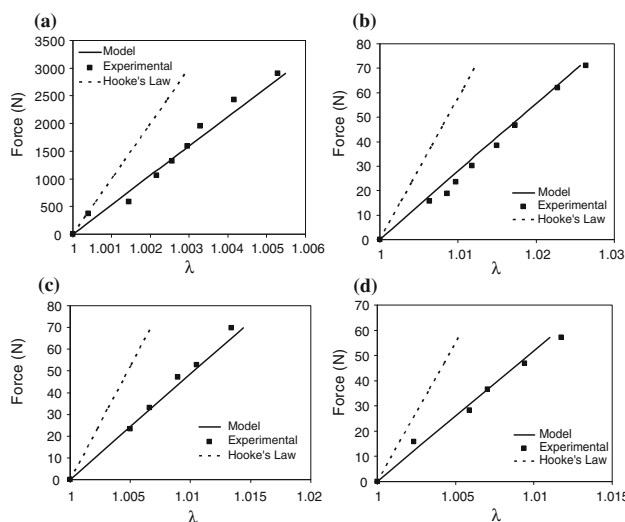 (a)
3500
3000
2500
2000
1500
1000
500
0
Force (N)
Model
Experimental
Hooke's Law
1 1.001 1.002 1.003 1.004 1.005 1.006
λ
(b)
80
70
60
50
40
30
20
10
0
Force (N)
Model
Experimental
Hooke's Law
1 1.01 1.02 1.03
λ
(c)
80
70
60
50
40
30
20
10
0
Force (N)
Model
Experimental
Hooke's Law
1 1.005 1.01 1.015 1.02
λ
(d)
70
60
50
40
30
20
10
0
Force (N)
Model
Experimental
Hooke's Law
1 1.005 1.01 1.015
λ